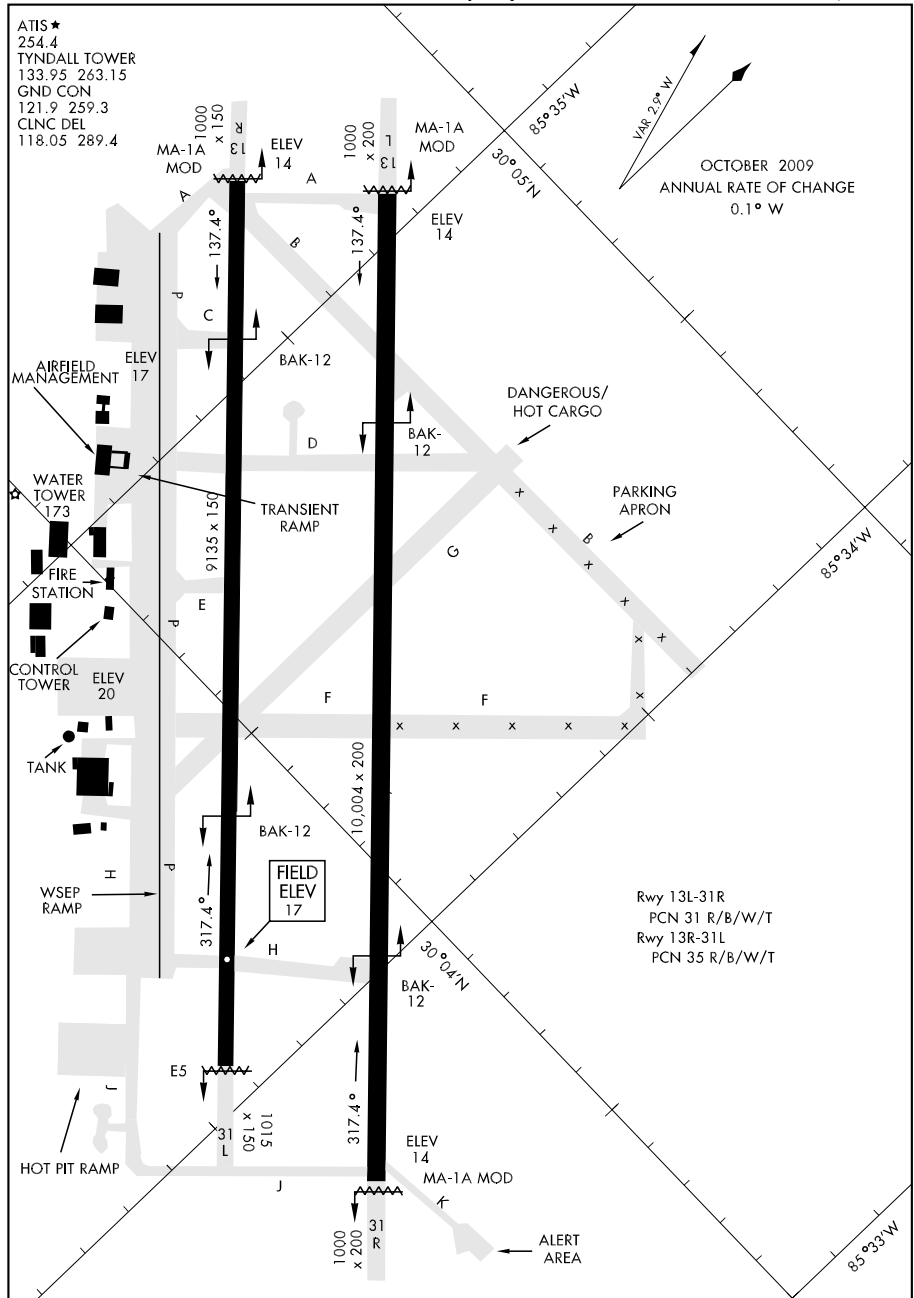 ATIS ★
254.4
TYNDALL TOWER
133.95 263.15
GND CON
121.9 259.3
CLNC DEL
118.05 289.4
1000
x 150
13
R
MA-1A
MOD
ELEV
14
A
A
1000
x 200
13
L
MA-1A
MOD
ELEV
14
85°35'W
30°05'N
VAR 2.9° W
OCTOBER 2009
ANNUAL RATE OF CHANGE
0.1° W
137.4°
137.4°
B
P
C
BAK-12
ELEV
17
AIRFIELD
MANAGEMENT
DANGEROUS/
HOT CARGO
BAK-
12
D
WATER
TOWER
173
TRANSIENT
RAMP
9135 x 150
PARKING
APRON
B
G
85°34'W
FIRE
STATION
E
P
CONTROL
TOWER
ELEV
20
F
F
x x x x x
x x x x x x
TANK
10,004 x 200
BAK-12
H
P
WSEP
RAMP
317.4°
FIELD
ELEV
17
H
30°04'N
BAK-
12
Rwy 13L-31R
PCN 31 R/B/W/T
Rwy 13R-31L
PCN 35 R/B/W/T
E5
J
317.4°
31
L
1015
x 150
HOT PIT RAMP
J
ELEV
14
MA-1A MOD
K
1000
x 200
31
R
ALERT
AREA
85°33'W